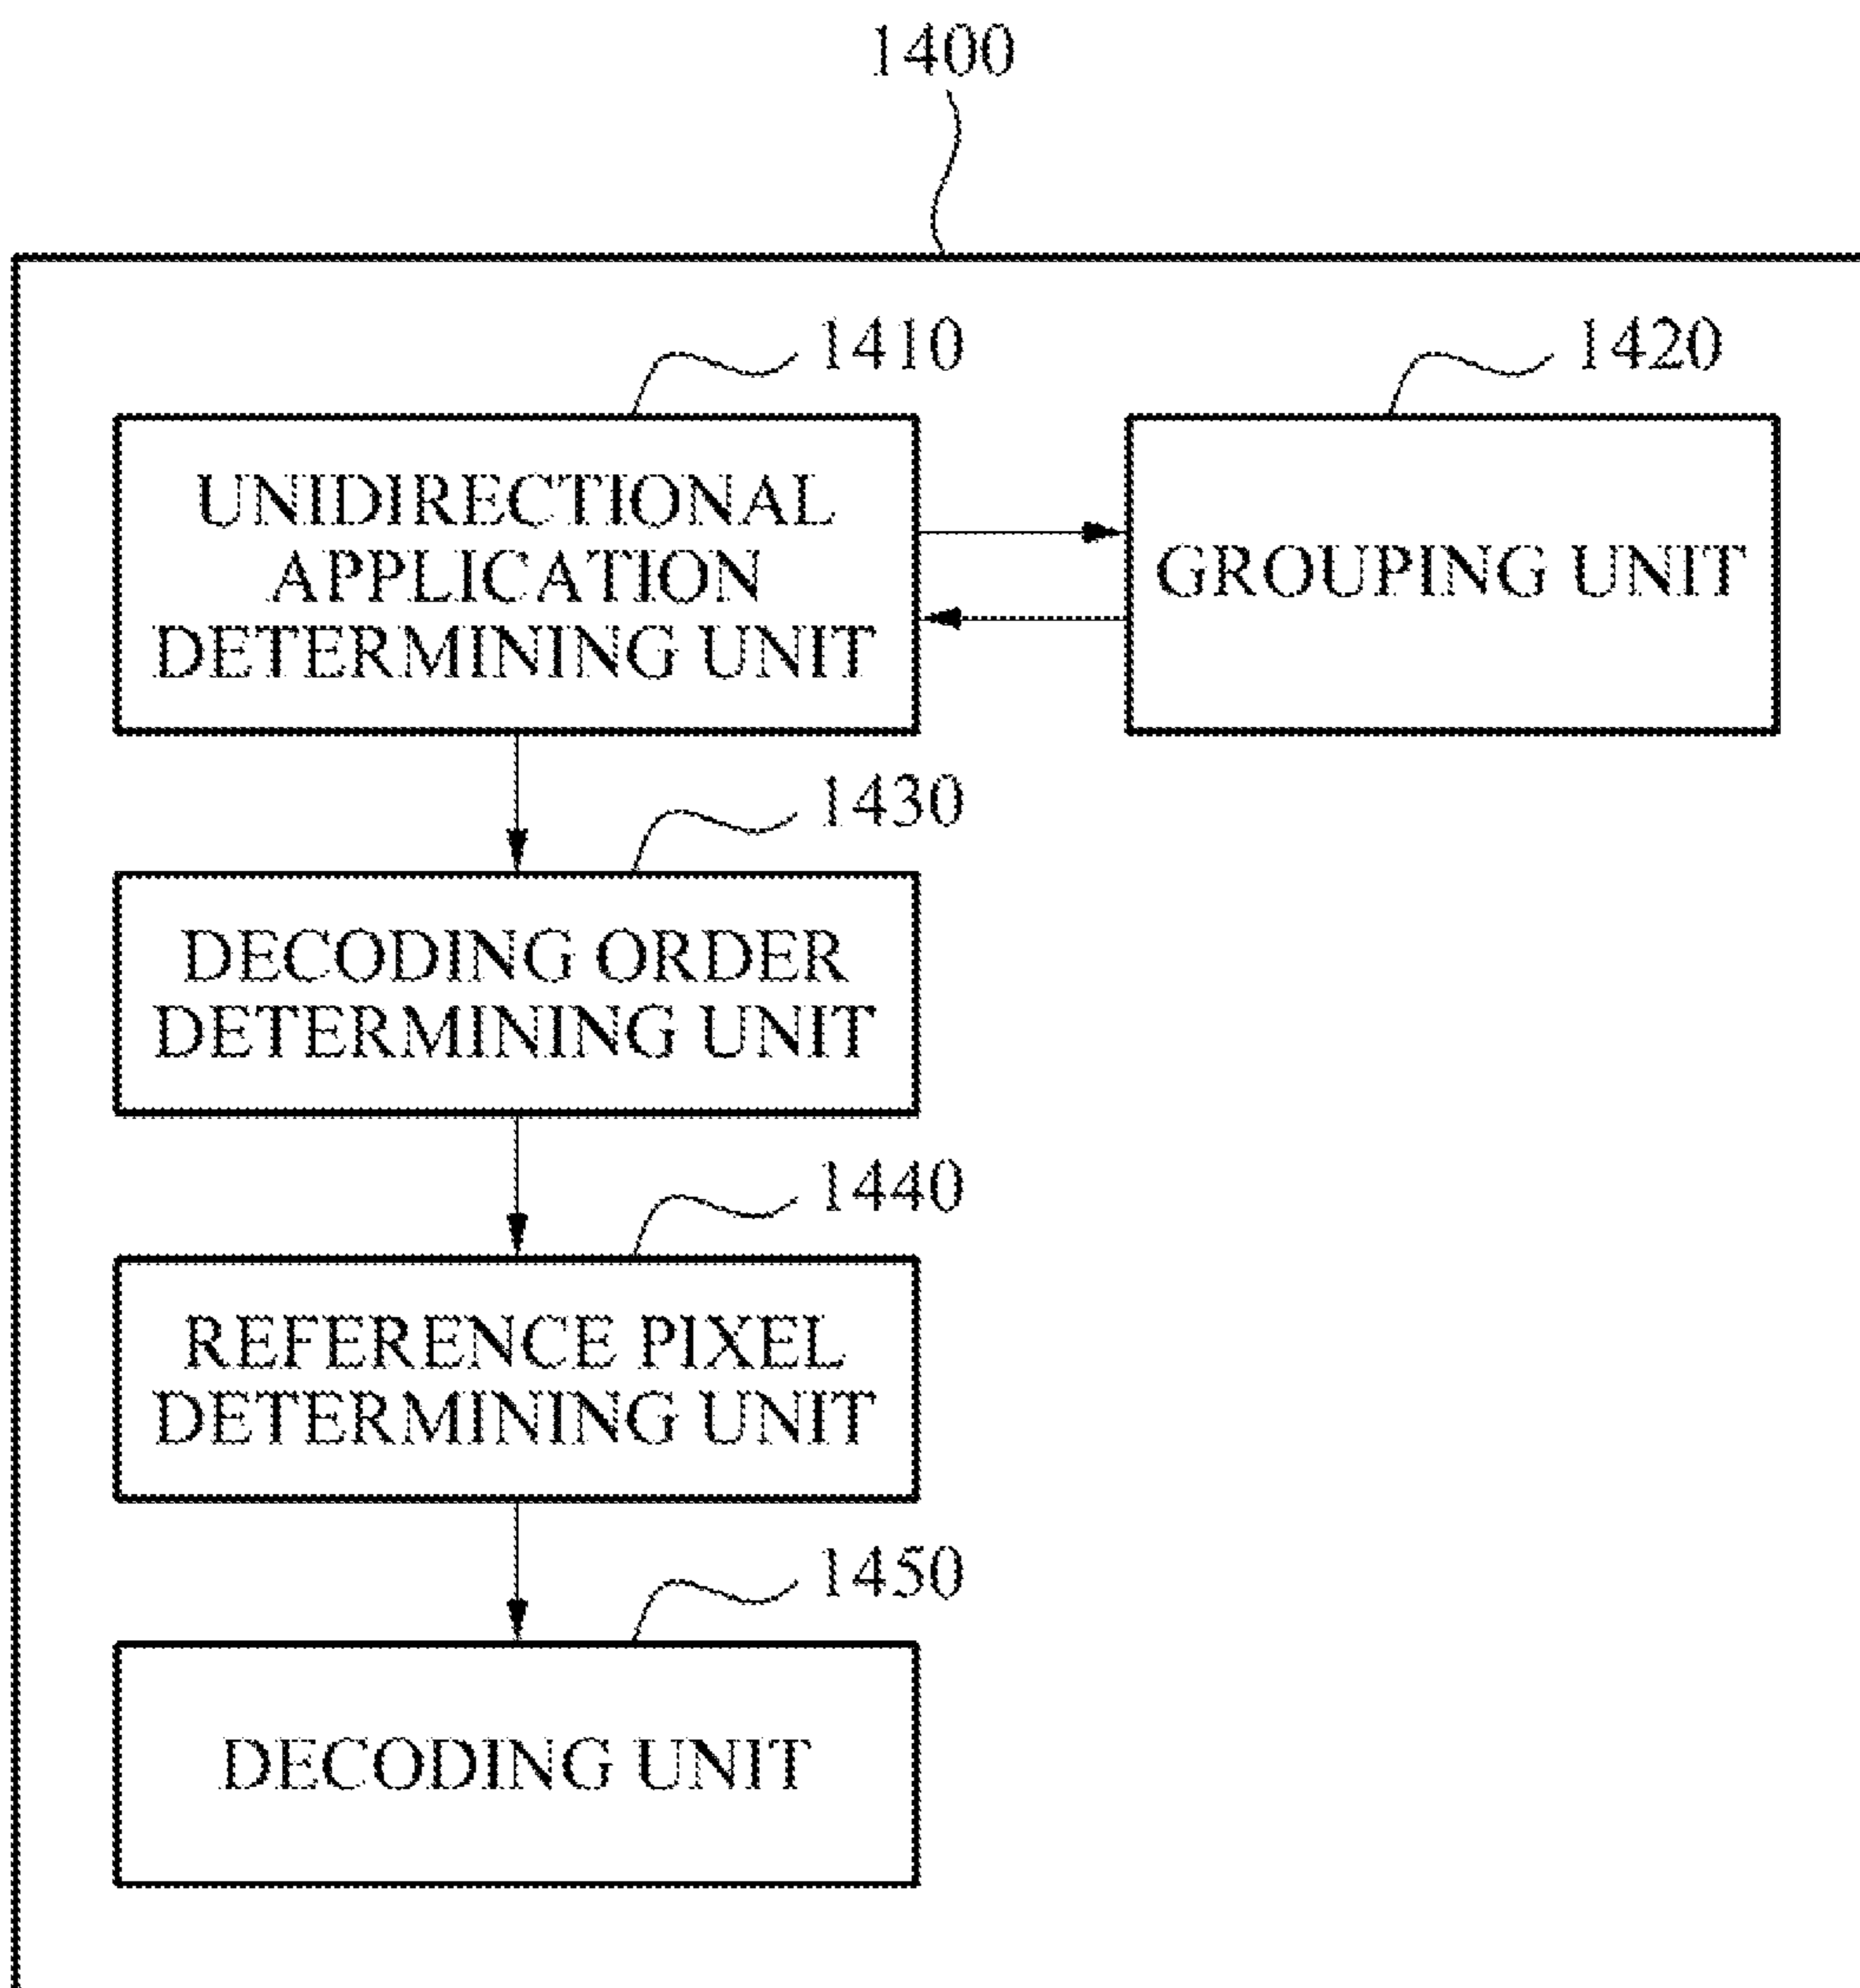 1400
1410
1420
UNIDIRECTIONAL
APPLICATION
DETERMINING UNIT
GROUPING UNIT
1430
DECODING ORDER
DETERMINING UNIT
1440
REFERENCE PIXEL
DETERMINING UNIT
1450
DECODING UNIT